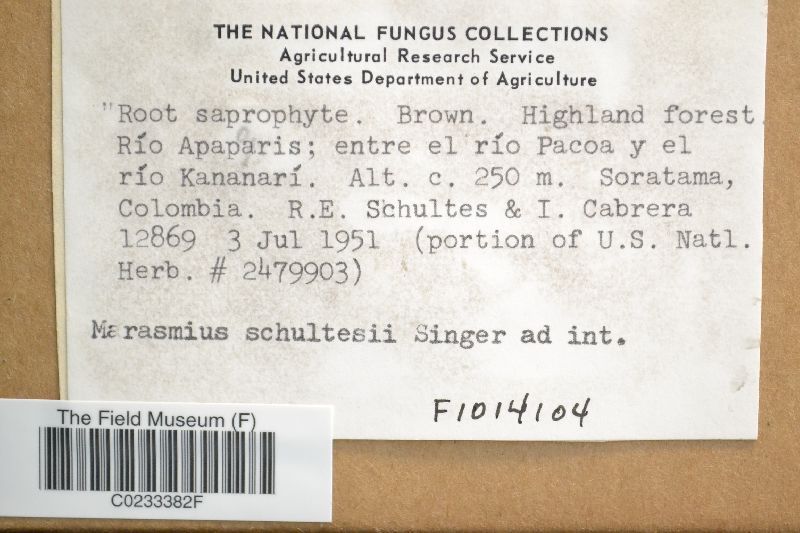 THE NATIONAL FUNGUS COLLECTIONS
Agricultural Research Service
United States Department of Agriculture
"Root saprophyte. Brown. Highland forest.
Río Apaparis; entre el río Pacoa y el
río Kananarí. Alt. c. 250 m. Soratama,
Colombia. R.E. Schultes & I. Cabrera
12869 3 Jul 1951 (portion of U.S. Natl.
Herb. # 2479903)
Marasmius schultesii Singer ad int.
F1014104
The Field Museum (F)
C0233382F